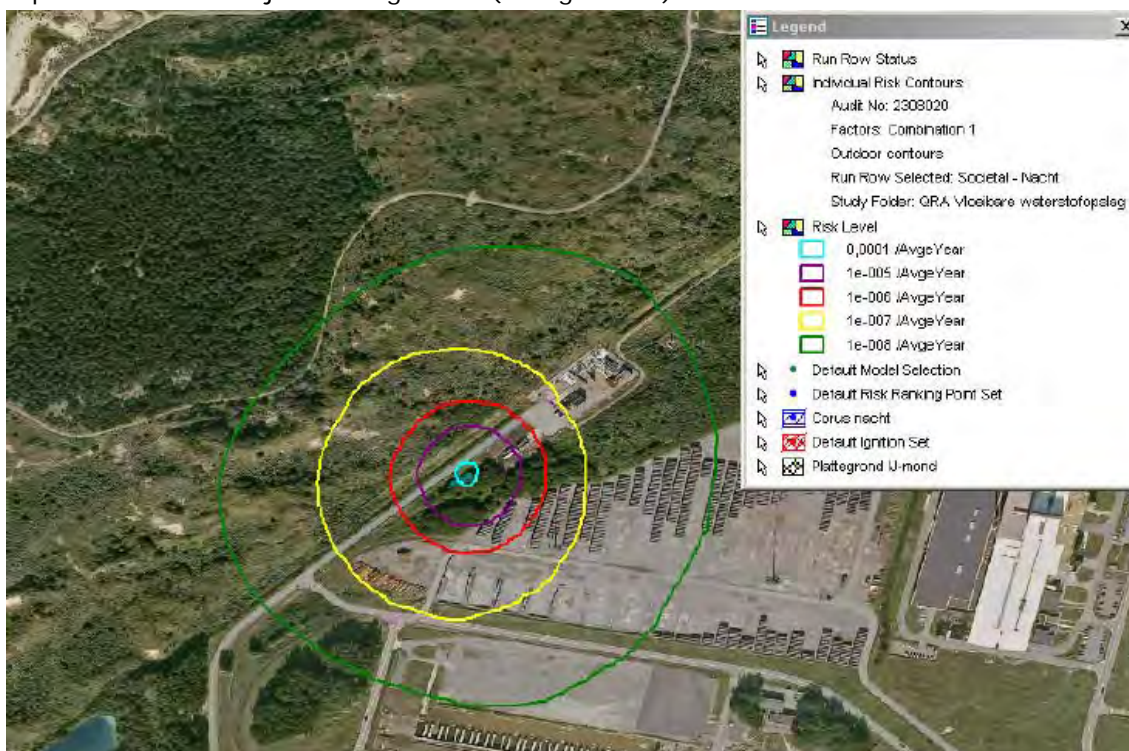 Legend
Run Row Status
Individual Risk Contours
Audit No: 2308020
Factors: Combination 1
Outdoor contours
Run Row Selected: Societal - Nacht
Study Folder: QRA Vloeibare waterstofopslag
Risk Level
0,0001 /AvgeYear
1e-005 /AvgeYear
1e-006 /AvgeYear
1e-007 /AvgeYear
1e-008 /AvgeYear
Default Model Selection
Default Risk Ranking Point Set
Corus nacht
Default Ignition Set
Plattegrond IJ-mond